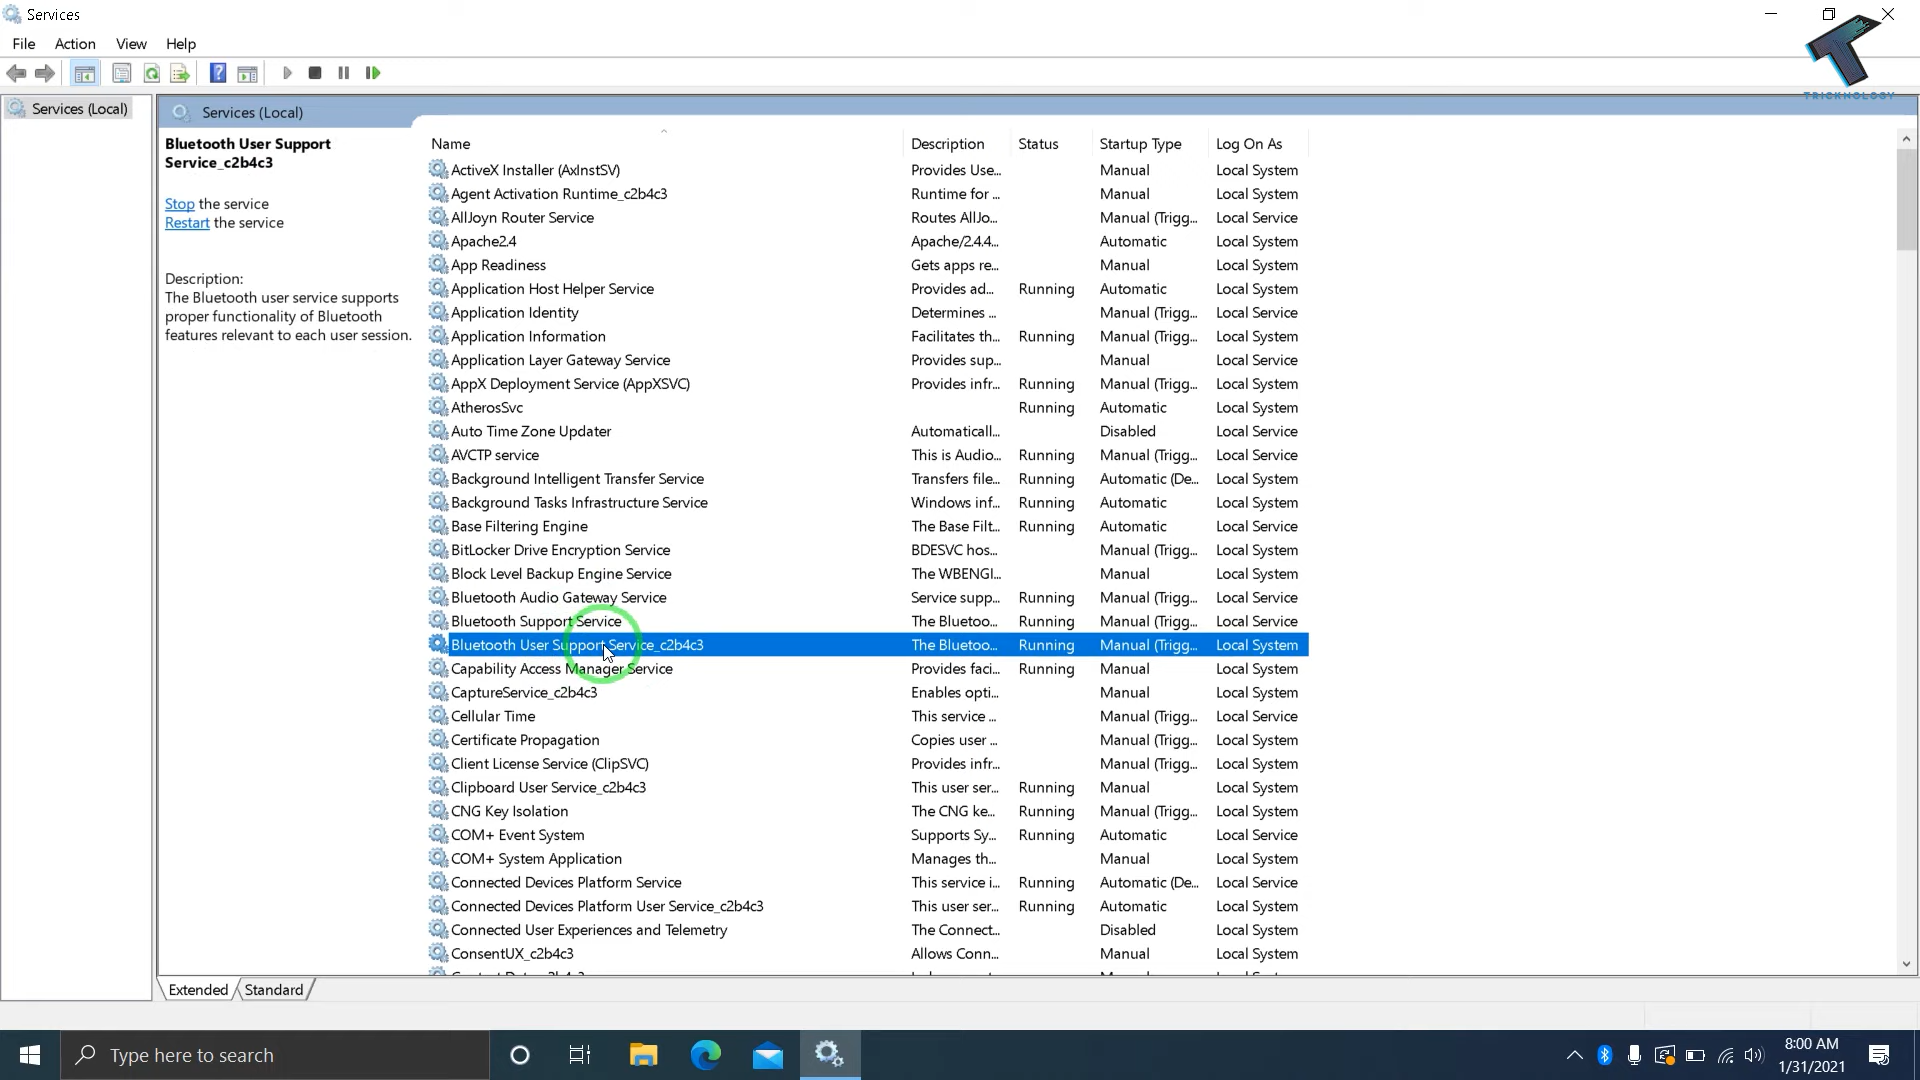 Services
File Action View Help
TRICKNOLOGY
Services (Local)
Services (Local)
Bluetooth User Support
Service_c2b4c3
Stop the service
Restart the service
Description:
The Bluetooth user service supports
proper functionality of Bluetooth
features relevant to each user session.
Name Description Status Startup Type Log On As
ActiveX Installer (AxInstSV) Provides Use... Manual Local System
Agent Activation Runtime_c2b4c3 Runtime for ... Manual Local System
AllJoyn Router Service Routes AllJo... Manual (Trigg... Local Service
Apache2.4 Apache/2.4.4... Automatic Local System
App Readiness Gets apps re... Manual Local System
Application Host Helper Service Provides ad... Running Automatic Local System
Application Identity Determines ... Manual (Trigg... Local Service
Application Information Facilitates th... Running Manual (Trigg... Local System
Application Layer Gateway Service Provides sup... Manual Local Service
AppX Deployment Service (AppXSVC) Provides infr... Running Manual (Trigg... Local System
AtherosSvc Running Automatic Local System
Auto Time Zone Updater Automaticall... Disabled Local Service
AVCTP service This is Audio... Running Manual (Trigg... Local Service
Background Intelligent Transfer Service Transfers file... Running Automatic (De... Local System
Background Tasks Infrastructure Service Windows inf... Running Automatic Local System
Base Filtering Engine The Base Filt... Running Automatic Local Service
BitLocker Drive Encryption Service BDESVC hos... Manual (Trigg... Local System
Block Level Backup Engine Service The WBENGI... Manual Local System
Bluetooth Audio Gateway Service Service supp... Running Manual (Trigg... Local Service
Bluetooth Support Service The Bluetoo... Running Manual (Trigg... Local Service
Bluetooth User Support Service_c2b4c3 The Bluetoo... Running Manual (Trigg... Local System
Capability Access Manager Service Provides faci... Running Manual Local System
CaptureService_c2b4c3 Enables opti... Manual Local System
Cellular Time This service ... Manual (Trigg... Local Service
Certificate Propagation Copies user ... Manual (Trigg... Local System
Client License Service (ClipSVC) Provides infr... Manual (Trigg... Local System
Clipboard User Service_c2b4c3 This user ser... Running Manual Local System
CNG Key Isolation The CNG ke... Running Manual (Trigg... Local System
COM+ Event System Supports Sy... Running Automatic Local Service
COM+ System Application Manages th... Manual Local System
Connected Devices Platform Service This service i... Running Automatic (De... Local Service
Connected Devices Platform User Service_c2b4c3 This user ser... Running Automatic Local System
Connected User Experiences and Telemetry The Connect... Disabled Local System
ConsentUX_c2b4c3 Allows Conn... Manual Local System
Extended Standard
Type here to search
8:00 AM
1/31/2021